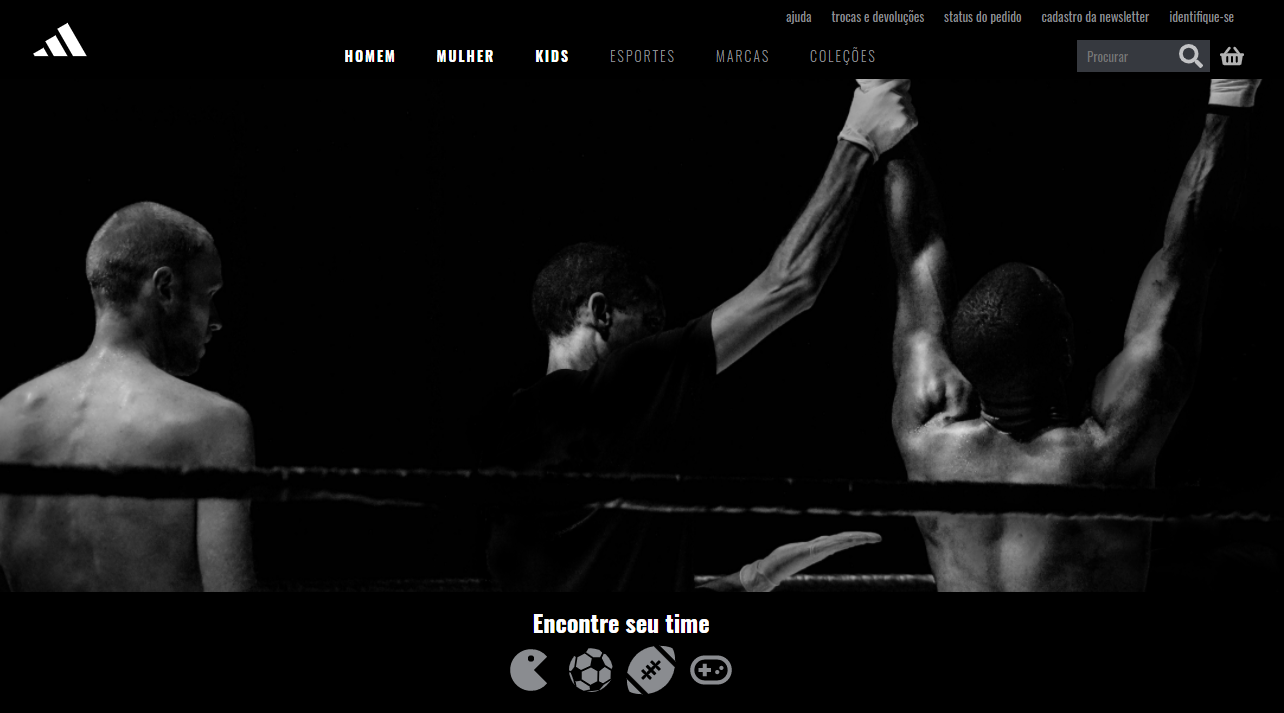 ajuda trocas e devoluções status do pedido cadastro da newsletter identifique-se
HOMEM MULHER KIDS ESPORTES MARCAS COLEÇÕES Procurar
Encontre seu time